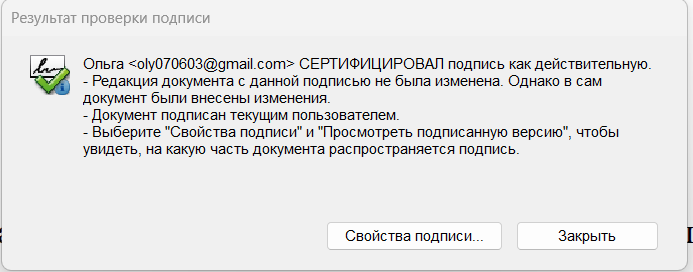 Результат проверки подписи
Ольга <oly070603@gmail.com> СЕРТИФИЦИРОВАЛ подпись как действительную.
- Редакция документа с данной подписью не была изменена. Однако в сам
документ были внесены изменения.
- Документ подписан текущим пользователем.
- Выберите "Свойства подписи" и "Просмотреть подписанную версию", чтобы
увидеть, на какую часть документа распространяется подпись.
Свойства подписи... Закрыть